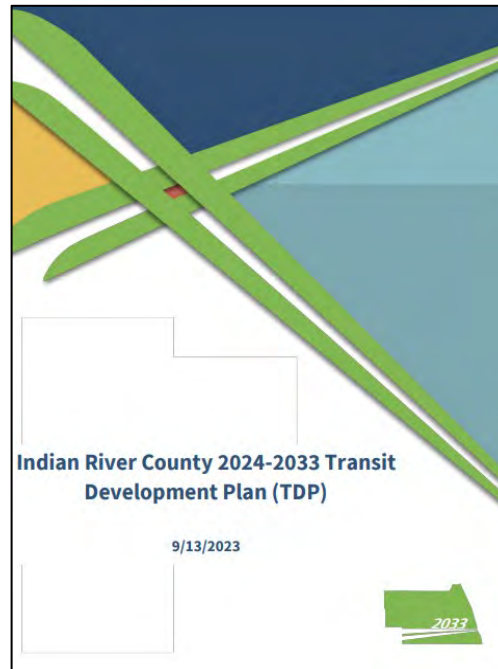 Indian River County 2024-2033 Transit
Development Plan (TDP)
9/13/2023
2033